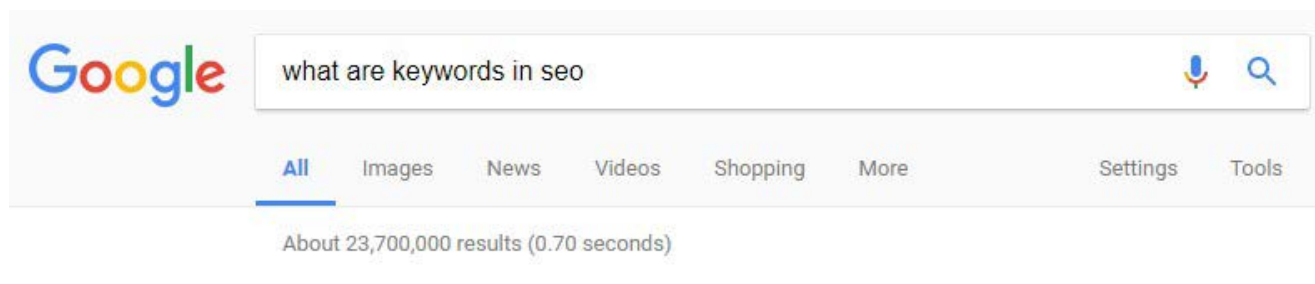 Google what are keywords in seo
All Images News Videos Shopping More Settings Tools
About 23,700,000 results (0.70 seconds)